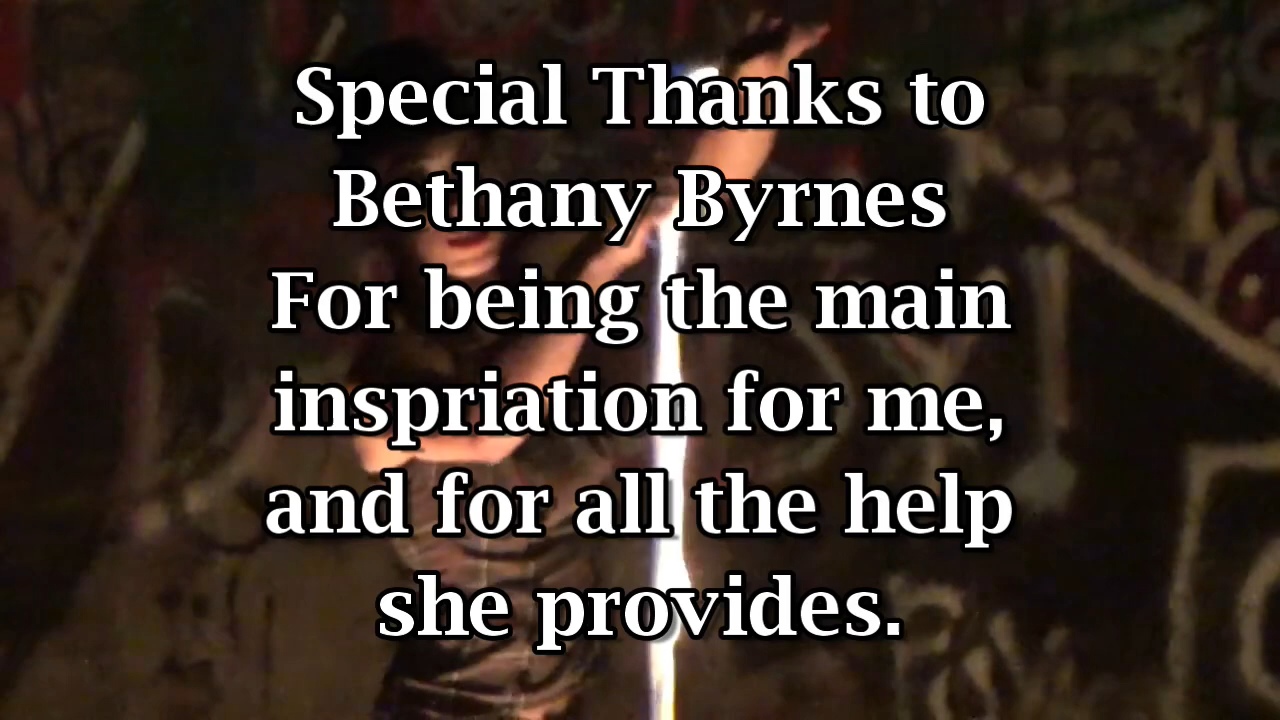 Special Thanks to
Bethany Byrnes
For being the main
inspriation for me,
and for all the help
she provides.